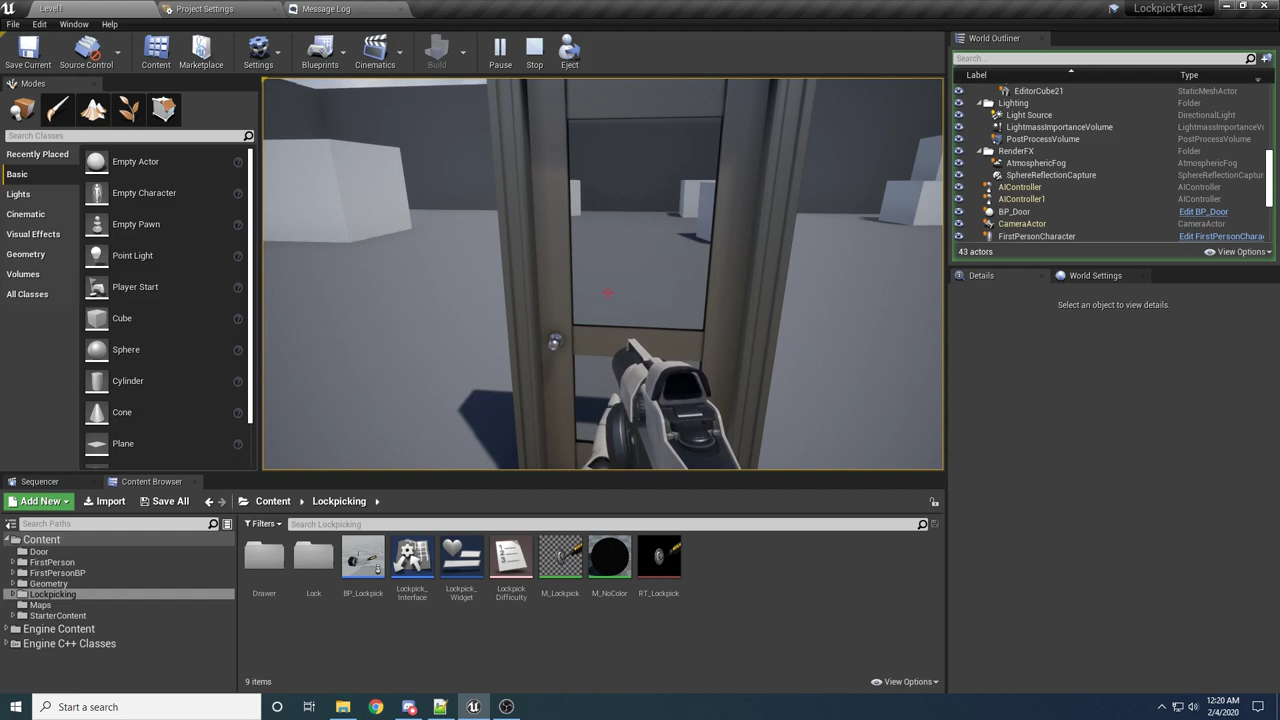 Level1
Project Settings
Message Log
LockpickTest2
File Edit Window Help
Save Current
Source Control
Content
Marketplace
Settings
Blueprints
Cinematics
Build
Pause
Stop
Eject
Modes
Search Classes
Recently Placed
Basic
Lights
Cinematic
Visual Effects
Geometry
Volumes
All Classes
Empty Actor
Empty Character
Empty Pawn
Point Light
Player Start
Cube
Sphere
Cylinder
Cone
Plane
World Outliner
Search...
Label Type
EditorCube21 StaticMeshActor
Lighting Folder
Light Source DirectionalLight
LightmassImportanceVolume LightmassImportanceVo
PostProcessVolume PostProcessVolume
RenderFX Folder
AtmosphericFog AtmosphericFog
SphereReflectionCapture SphereReflectionCaptur
AIController AIController
AIController1 AIController
BP_Door Edit BP_Door
CameraActor CameraActor
FirstPersonCharacter Edit FirstPersonCharac
43 actors View Options
Details World Settings
Select an object to view details.
Sequencer Content Browser
Add New Import Save All Content Lockpicking
Search Paths
Filters Search Lockpicking
Content
Door
FirstPerson
FirstPersonBP
Geometry
Lockpicking
Maps
StarterContent
Engine Content
Engine C++ Classes
Drawer
Lock
BP_Lockpick
Lockpick_
Interface
Lockpick_
Widget
Lockpick
Difficulty
M_Lockpick
M_NoColor
RT_Lockpick
9 items View Options
Start a search
12:20 AM
2/4/2020